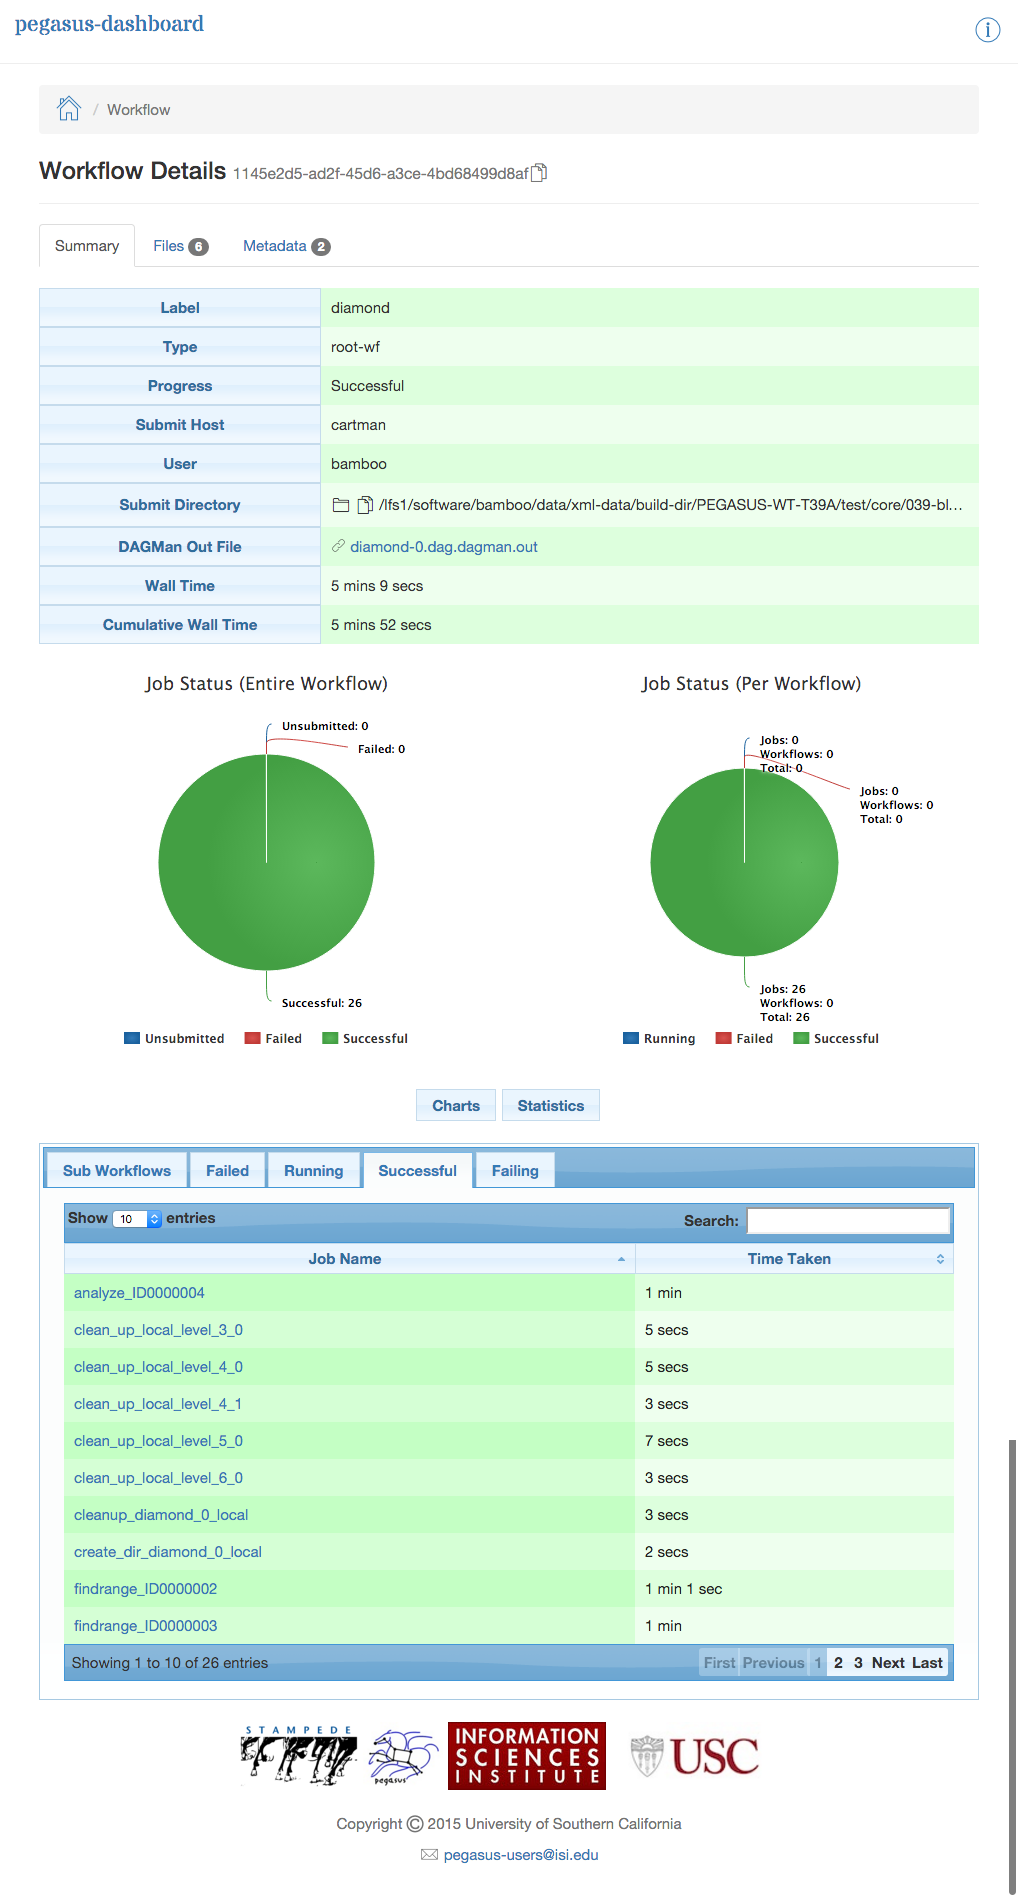 pegasus-dashboard
i
/ Workflow
Workflow Details 1145e2d5-ad2f-45d6-a3ce-4bd68499d8af
Summary Files 6 Metadata 2
Label diamond
Type root-wf
Progress Successful
Submit Host cartman
User bamboo
Submit Directory /lfs1/software/bamboo/data/xml-data/build-dir/PEGASUS-WT-T39A/test/core/039-bl...
DAGMan Out File diamond-0.dag.dagman.out
Wall Time 5 mins 9 secs
Cumulative Wall Time 5 mins 52 secs
Job Status (Entire Workflow)
Unsubmitted: 0
Failed: 0
Successful: 26
Unsubmitted Failed Successful
Job Status (Per Workflow)
Jobs: 0
Workflows: 0
Total: 0
Jobs: 0
Workflows: 0
Total: 0
Jobs: 26
Workflows: 0
Total: 26
Running Failed Successful
Charts Statistics
Sub Workflows Failed Running Successful Failing
Show 10 entries Search:
Job Name Time Taken
analyze_ID0000004 1 min
clean_up_local_level_3_0 5 secs
clean_up_local_level_4_0 5 secs
clean_up_local_level_4_1 3 secs
clean_up_local_level_5_0 7 secs
clean_up_local_level_6_0 3 secs
cleanup_diamond_0_local 3 secs
create_dir_diamond_0_local 2 secs
findrange_ID0000002 1 min 1 sec
findrange_ID0000003 1 min
Showing 1 to 10 of 26 entries First Previous 1 2 3 Next Last
STAMPEDE
pegasus
INFORMATION
SCIENCES
INSTITUTE
USC
Copyright © 2015 University of Southern California
pegasus-users@isi.edu